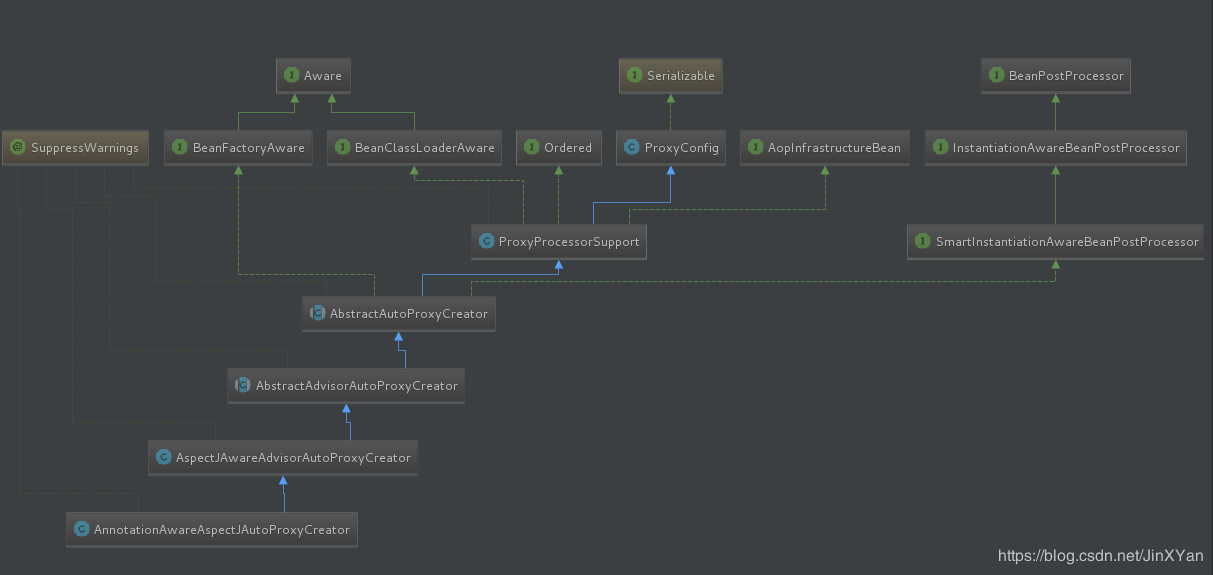 Aware
Serializable
BeanPostProcessor
SuppressWarnings
BeanFactoryAware
BeanClassLoaderAware
Ordered
ProxyConfig
AopInfrastructureBean
InstantiationAwareBeanPostProcessor
ProxyProcessorSupport
SmartInstantiationAwareBeanPostProcessor
AbstractAutoProxyCreator
AbstractAdvisorAutoProxyCreator
AspectJAwareAdvisorAutoProxyCreator
AnnotationAwareAspectJAutoProxyCreator
https://blog.csdn.net/JinXYan